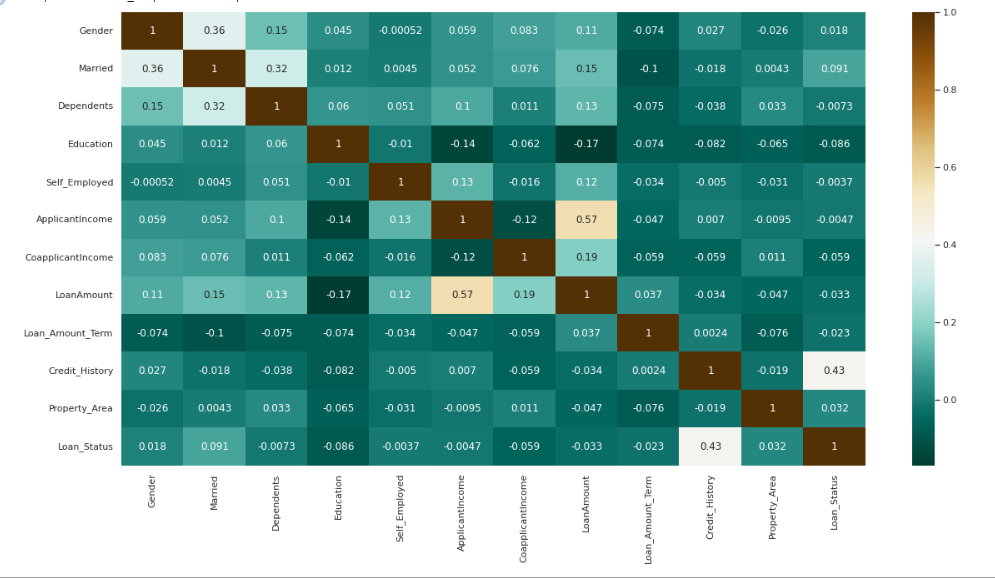 Gender 1 0.36 0.15 0.045 -0.00052 0.059 0.083 0.11 -0.074 0.027 -0.026 0.018
Married 0.36 1 0.32 0.012 0.0045 0.052 0.076 0.15 -0.1 -0.018 0.0043 0.091
Dependents 0.15 0.32 1 0.06 0.051 0.1 0.011 0.13 -0.075 -0.038 0.033 -0.0073
Education 0.045 0.012 0.06 1 -0.01 -0.14 -0.062 -0.17 -0.074 -0.082 -0.065 -0.086
Self_Employed -0.00052 0.0045 0.051 -0.01 1 0.13 -0.016 0.12 -0.034 -0.005 -0.031 -0.0037
ApplicantIncome 0.059 0.052 0.1 -0.14 0.13 1 -0.12 0.57 -0.047 0.007 -0.0095 -0.0047
CoapplicantIncome 0.083 0.076 0.011 -0.062 -0.016 -0.12 1 0.19 -0.059 -0.059 0.011 -0.059
LoanAmount 0.11 0.15 0.13 -0.17 0.12 0.57 0.19 1 0.037 -0.034 -0.047 -0.033
Loan_Amount_Term -0.074 -0.1 -0.075 -0.074 -0.034 -0.047 -0.059 0.037 1 0.0024 -0.076 -0.023
Credit_History 0.027 -0.018 -0.038 -0.082 -0.005 0.007 -0.059 -0.034 0.0024 1 -0.019 0.43
Property_Area -0.026 0.0043 0.033 -0.065 -0.031 -0.0095 0.011 -0.047 -0.076 -0.019 1 0.032
Loan_Status 0.018 0.091 -0.0073 -0.086 -0.0037 -0.0047 -0.059 -0.033 -0.023 0.43 0.032 1
Gender
Married
Dependents
Education
Self_Employed
ApplicantIncome
CoapplicantIncome
LoanAmount
Loan_Amount_Term
Credit_History
Property_Area
Loan_Status
1.0
0.8
0.6
0.4
0.2
0.0